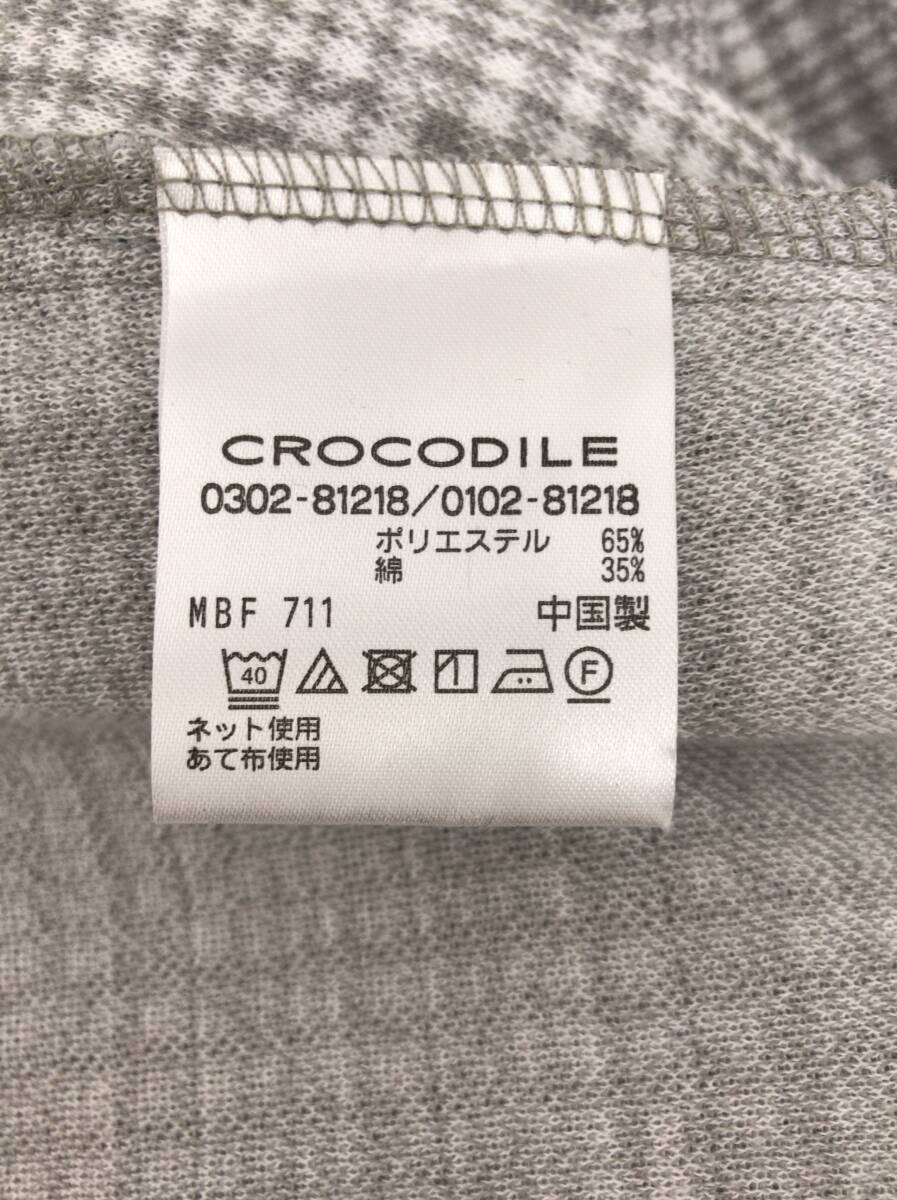 CROCODILE
0302-81218/0102-81218
ポリエステル 65%
綿 35%
MBF 711 中国製
40 F
ネット使用
あて布使用